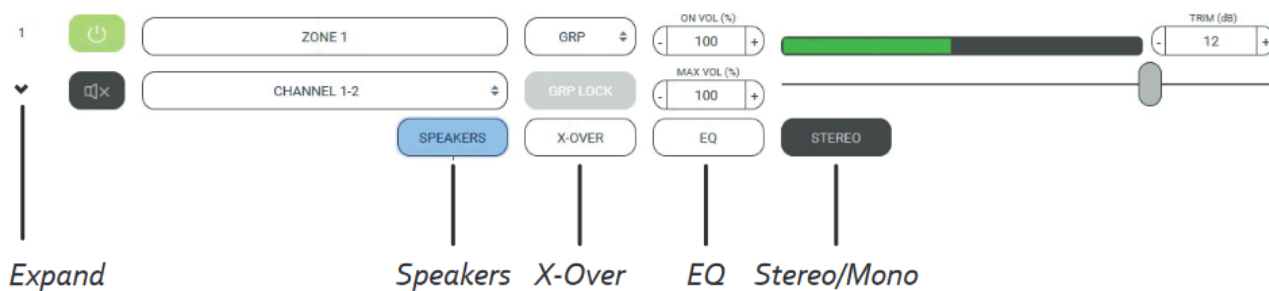 ON VOL (%) TRIM (dB)
1 ZONE 1 GRP - 100 + - 12 +
MAX VOL (%)
CHANNEL 1-2 GRP LOCK - 100 +
SPEAKERS X-OVER EQ STEREO
Expand Speakers X-Over EQ Stereo/Mono